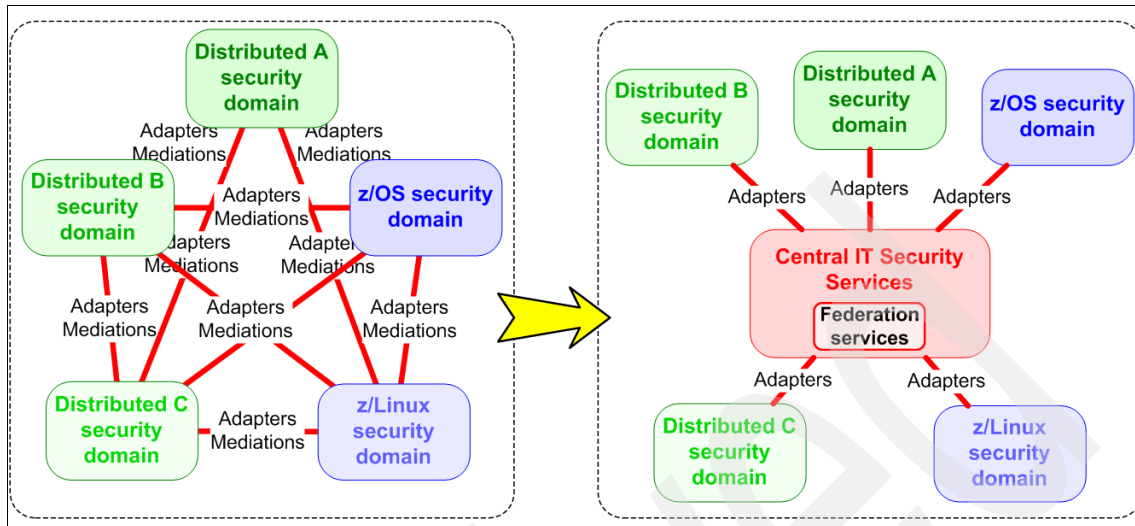 Distributed A
security
domain
Adapters
Mediations
Adapters
Mediations
Distributed B
security
domain
Adapters
Mediations
z/OS security
domain
Adapters
Mediations
Adapters
Mediations
Adapters
Mediations
Adapters
Mediations
Adapters
Mediations
Distributed C
security
domain
Adapters
Mediations
z/Linux
security
domain
Distributed B
security
domain
Distributed A
security
domain
z/OS security
domain
Adapters
Adapters
Adapters
Central IT Security
Services
Federation
services
Adapters
Adapters
Distributed C
security
domain
z/Linux
security
domain